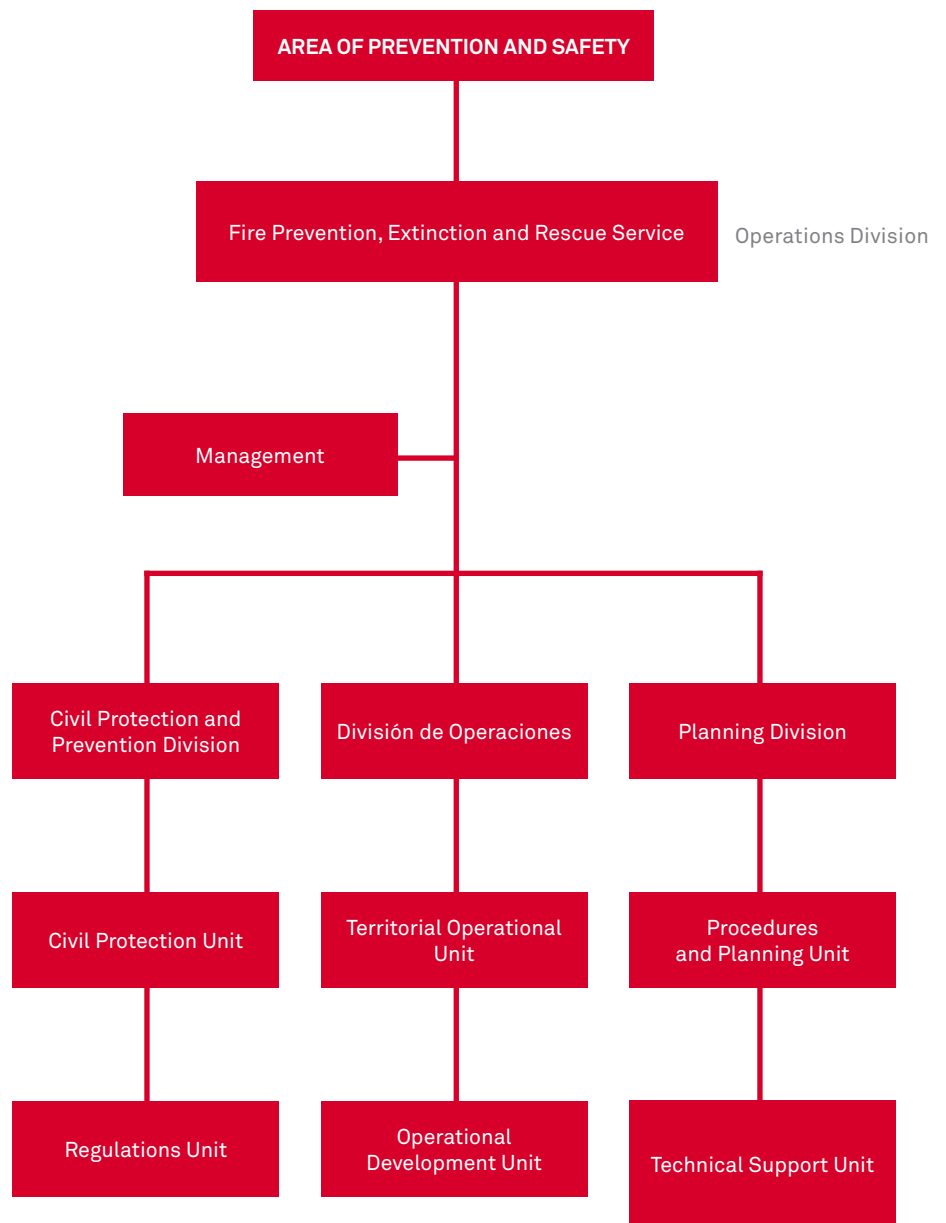 AREA OF PREVENTION AND SAFETY
Fire Prevention, Extinction and Rescue Service
Operations Division
Management
Civil Protection and
Prevention Division
División de Operaciones
Planning Division
Civil Protection Unit
Territorial Operational
Unit
Procedures
and Planning Unit
Regulations Unit
Operational
Development Unit
Technical Support Unit